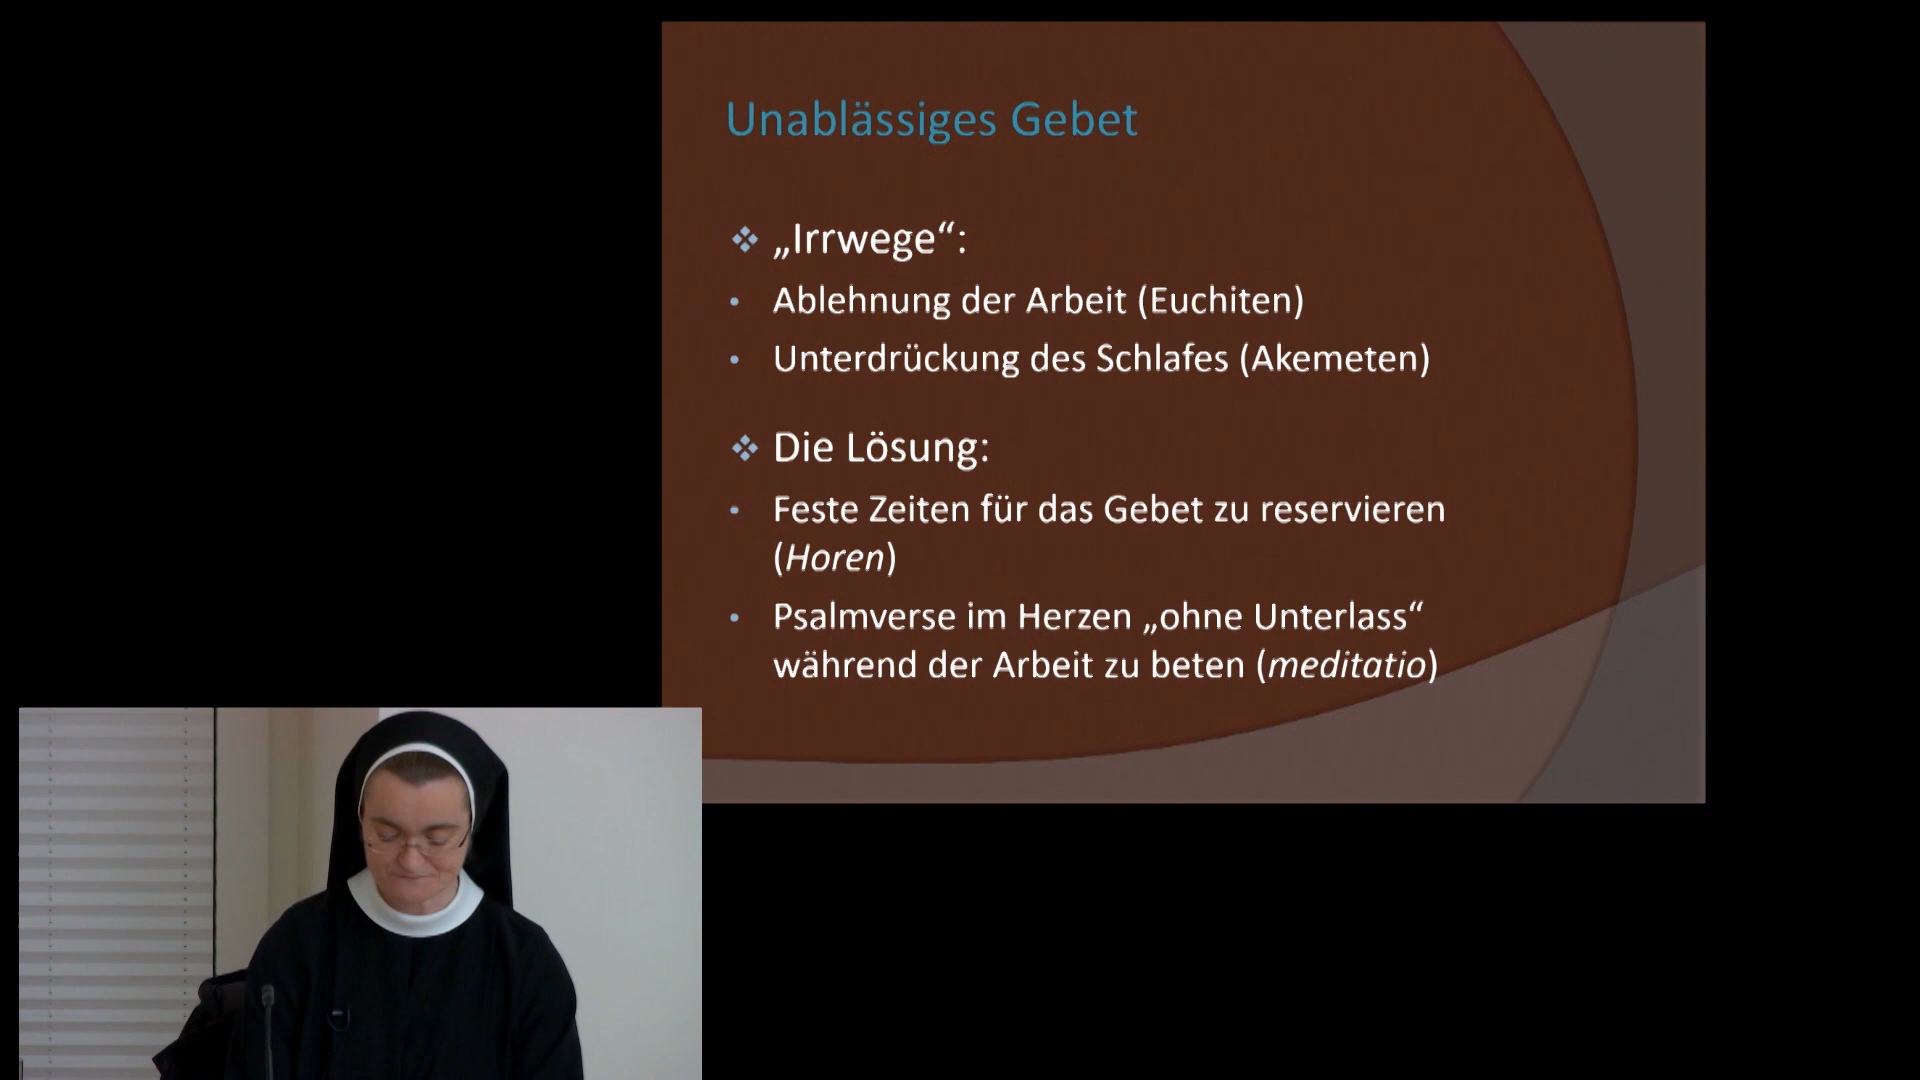 Unablässiges Gebet
„Irrwege“:
Ablehnung der Arbeit (Euchiten)
Unterdrückung des Schlafes (Akemeten)
Die Lösung:
Feste Zeiten für das Gebet zu reservieren
(Horen)
Psalmverse im Herzen „ohne Unterlass“
während der Arbeit zu beten (meditatio)